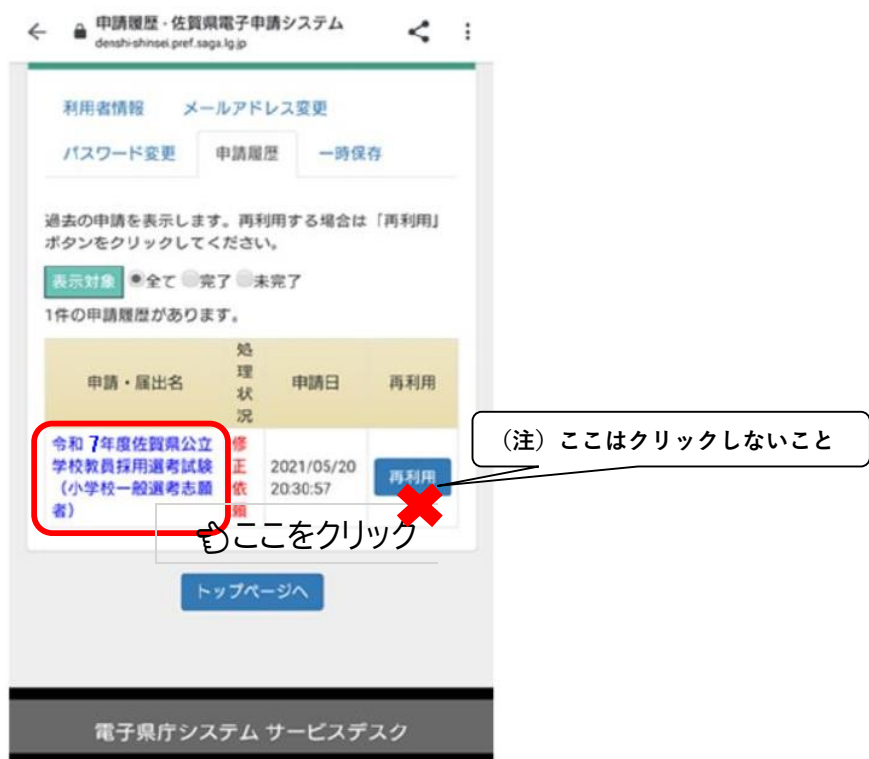 申請履歴・佐賀県電子申請システム
denshi-shinsei.pref.saga.lg.jp
利用者情報 メールアドレス変更
パスワード変更 申請履歴 一時保存
過去の申請を表示します。再利用する場合は「再利用」
ボタンをクリックしてください。
表示対象 全て 完了 未完了
1件の申請履歴があります。
申請・届出名 処理状況 申請日 再利用
令和7年度佐賀県公立
学校教員採用選考試験
（小学校一般選考志願
者）
修正依頼
2021/05/20
20:30:57
再利用
（注）ここはクリックしないこと
ここをクリック
トップページへ
電子県庁システム サービスデスク